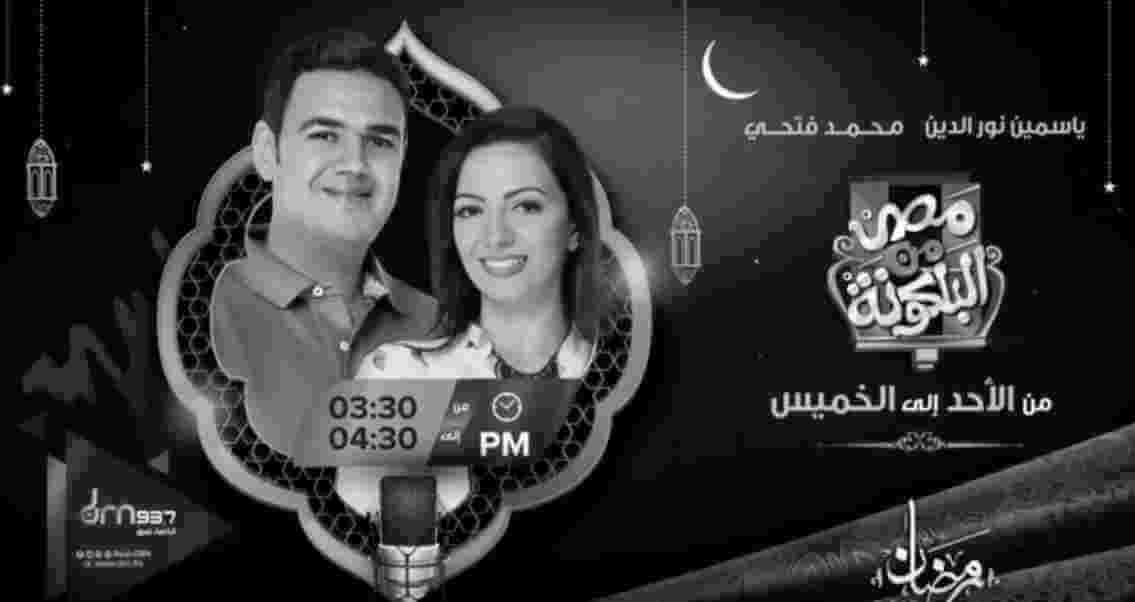 ياسمين نور الدين محمد فتحي
مصر
من
البلكونة
من الأحد إلى الخميس
من 03:30
إلى 04:30
PM
drn 937
رمضان